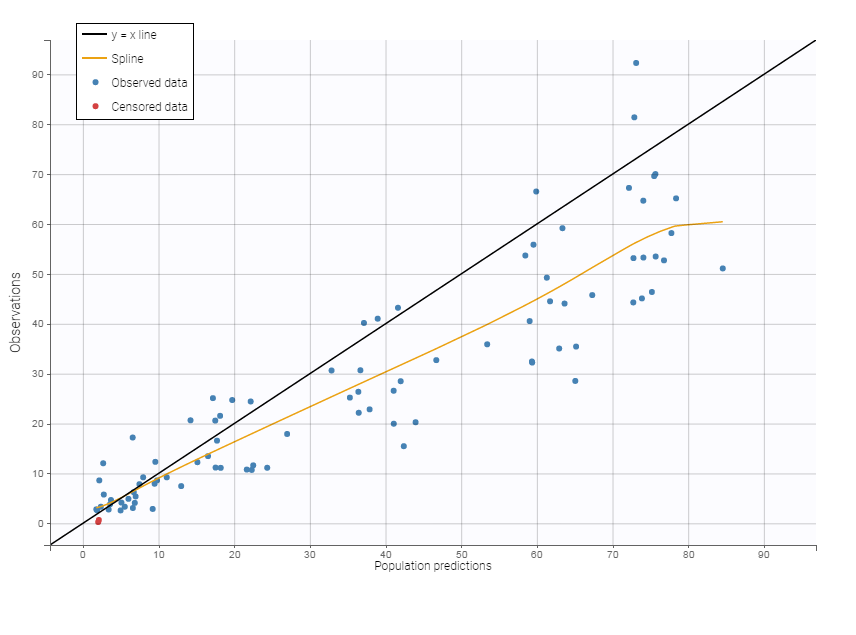 y = x line
Spline
Observed data
Censored data
90
80
70
60
50
40
30
20
10
0
Observations
0 10 20 30 40 50 60 70 80 90
Population predictions